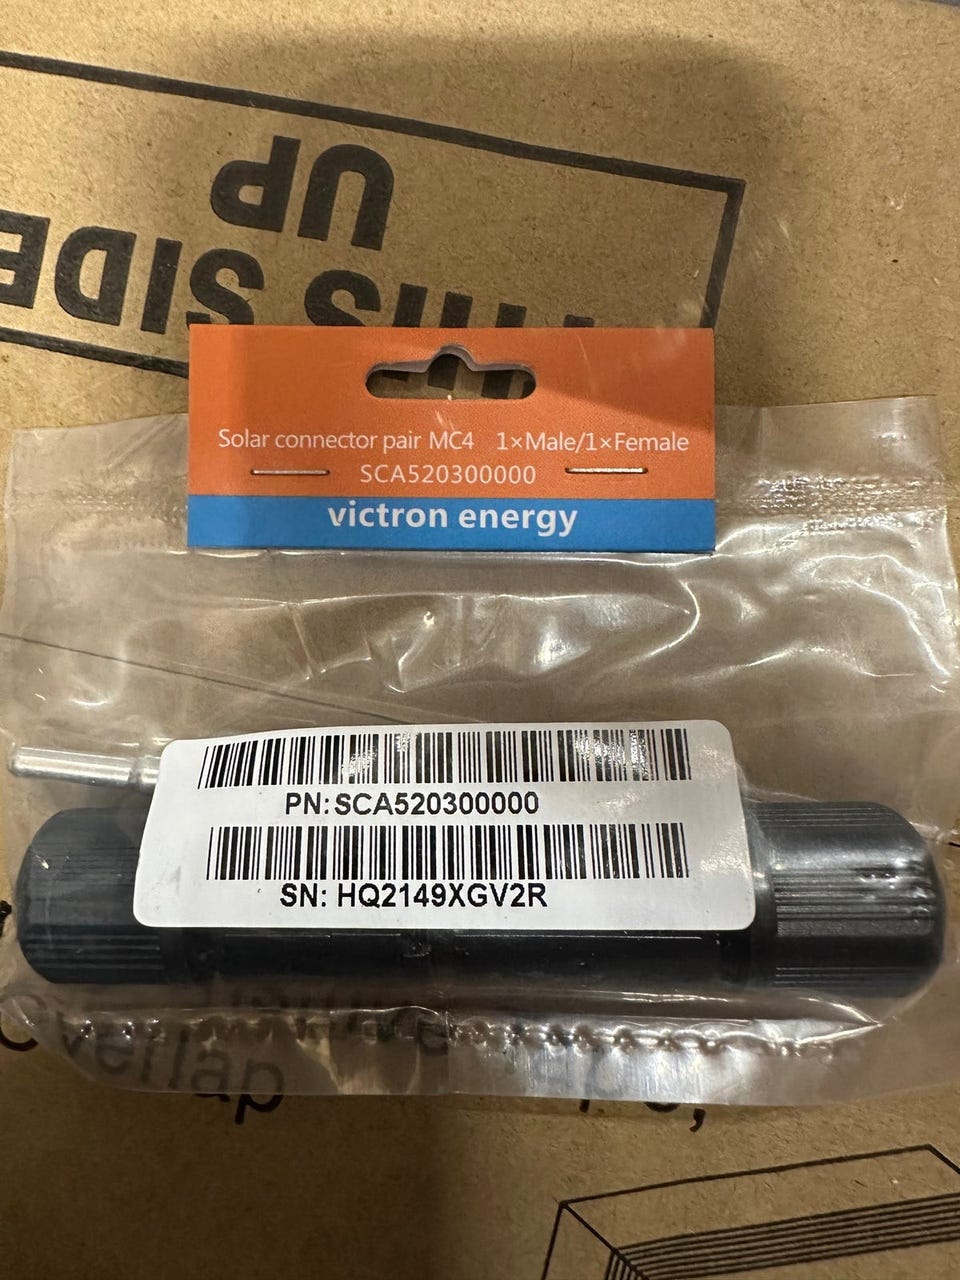 THIS SIDE
UP
Solar connector pair MC4 1×Male/1×Female
SCA520300000
victron energy
PN:SCA520300000
SN: HQ2149XGV2R
overlap